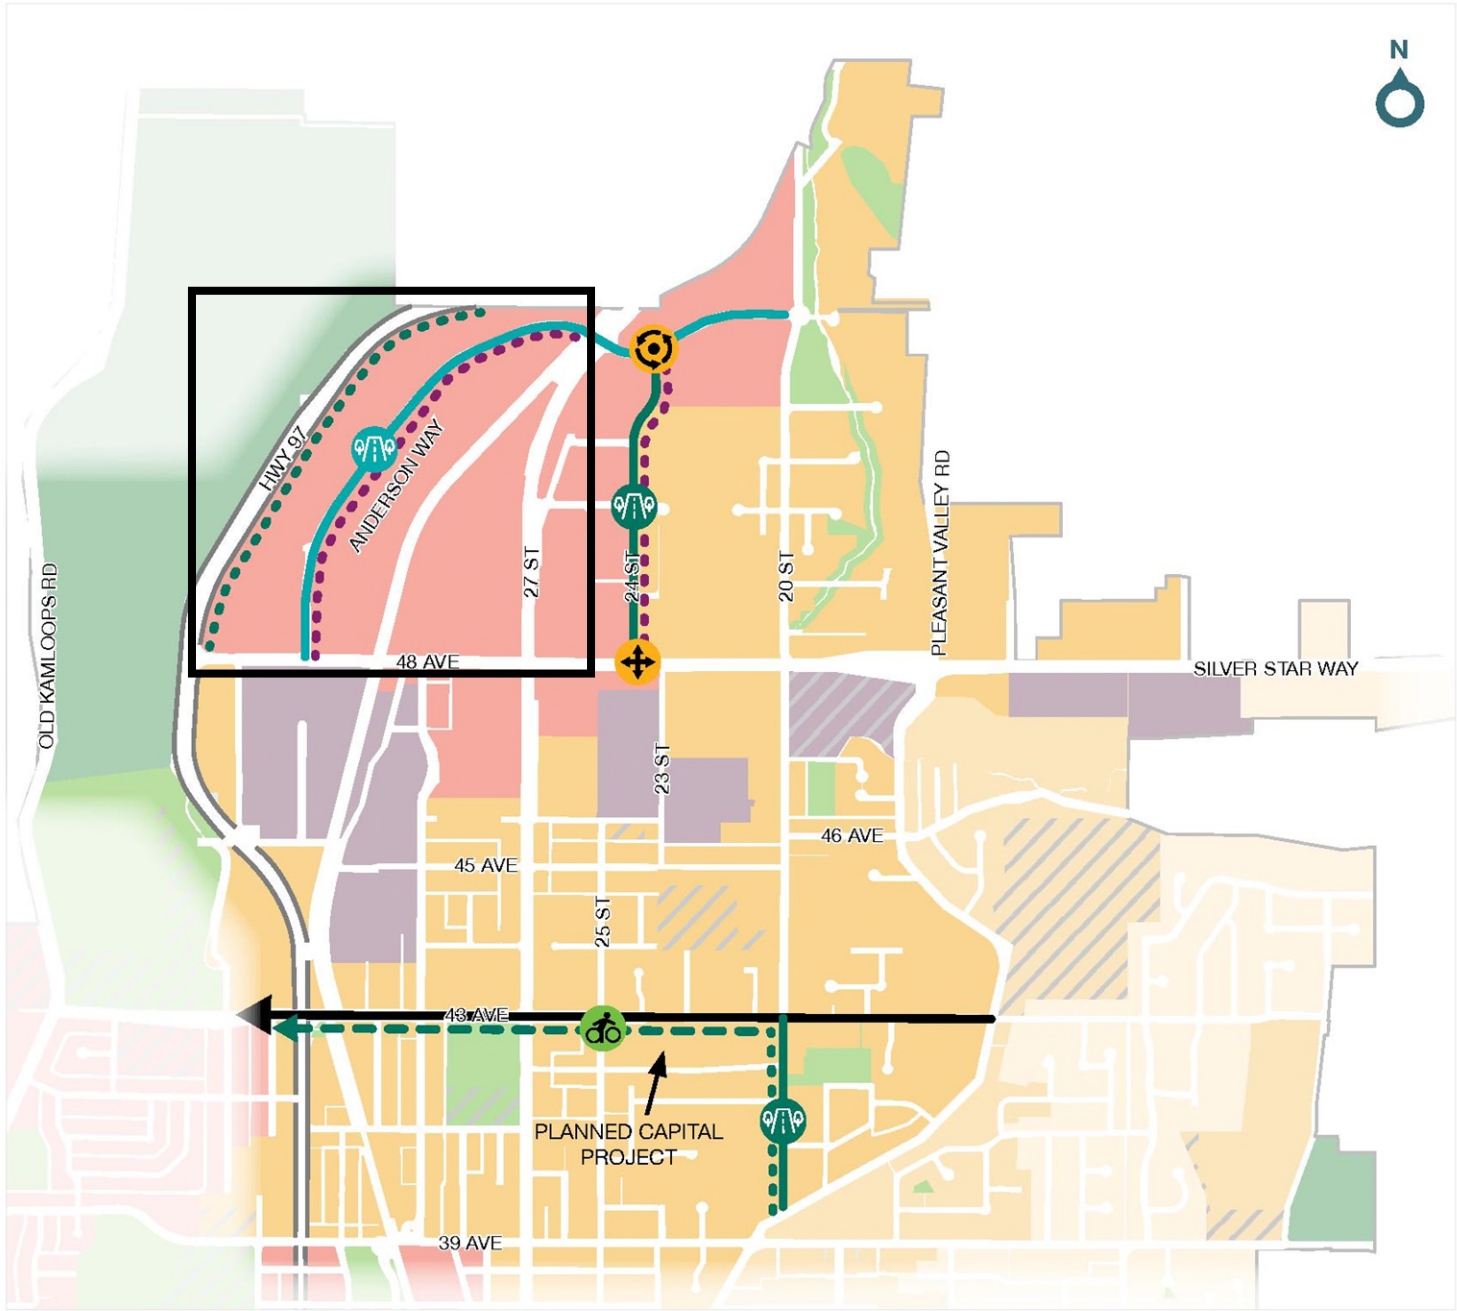 N
HWY 97
ANDERSON WAY
27 ST
24 ST
20 ST
PLEASANT VALLEY RD
OLD KAMLOOPS RD
48 AVE
SILVER STAR WAY
23 ST
46 AVE
45 AVE
25 ST
43 AVE
PLANNED CAPITAL
PROJECT
39 AVE